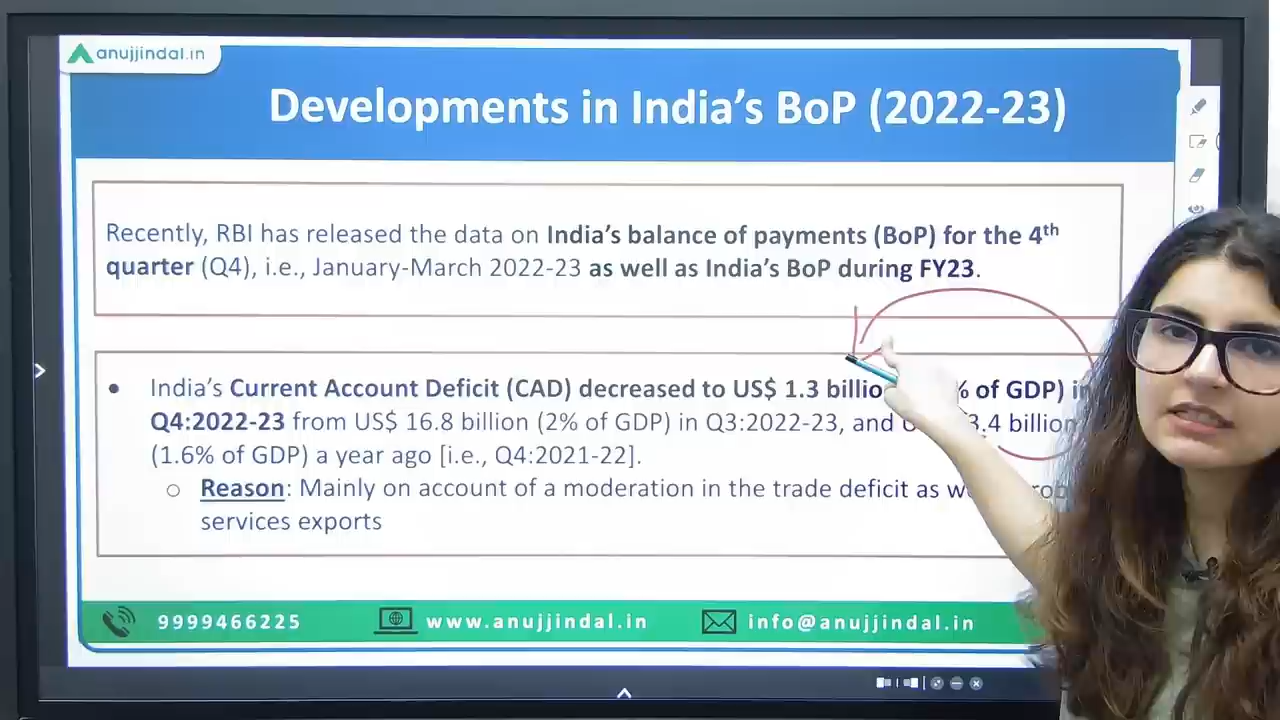 anujjindal.in
Developments in India's BoP (2022-23)
Recently, RBI has released the data on India's balance of payments (BoP) for the 4th
quarter (Q4), i.e., January-March 2022-23 as well as India's BoP during FY23.
• India's Current Account Deficit (CAD) decreased to US$ 1.3 % of GDP) in
Q4:2022-23 from US$ 16.8 billion (2% of GDP) in Q3:2022-23, and 3.4 billion
(1.6% of GDP) a year ago [i.e., Q4:2021-22].
o Reason: Mainly on account of a moderation in the trade deficit as
services exports
9999466225
www.anujjindal.in
info@anujjindal.in